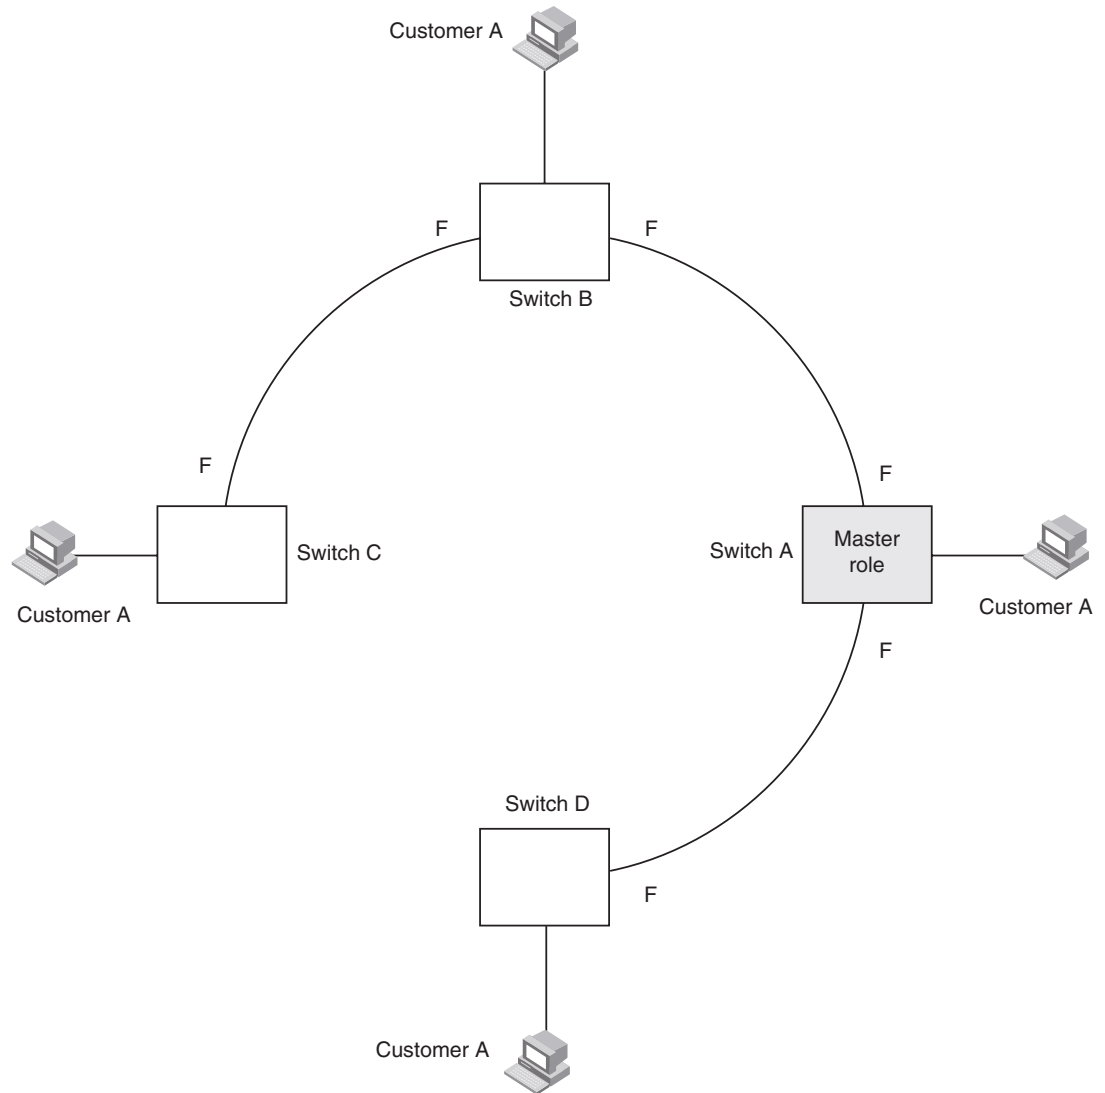 Customer A
F
F
Switch B
F
F
Customer A
Switch C
Switch A
Master
role
Customer A
F
Switch D
F
Customer A